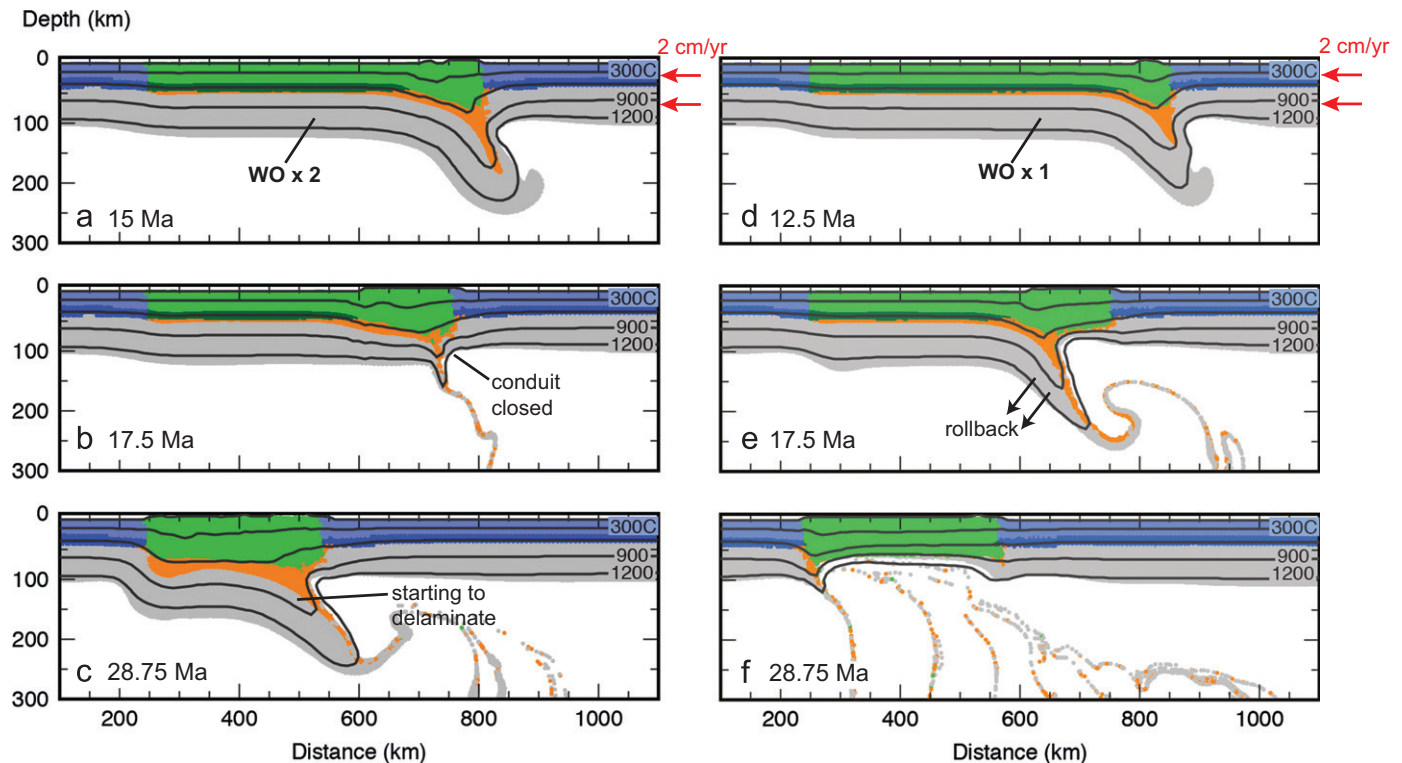 Depth (km)
2 cm/yr
2 cm/yr
0
100
200
300
300C
900
1200
WO x 2
a 15 Ma
300C
900
1200
WO x 1
d 12.5 Ma
0
100
200
300
300C
900
1200
conduit
closed
b 17.5 Ma
300C
900
1200
rollback
e 17.5 Ma
0
100
200
300
300C
900
1200
starting to
delaminate
c 28.75 Ma
300C
900
1200
f 28.75 Ma
200 400 600 800 1000
200 400 600 800 1000
Distance (km)
Distance (km)